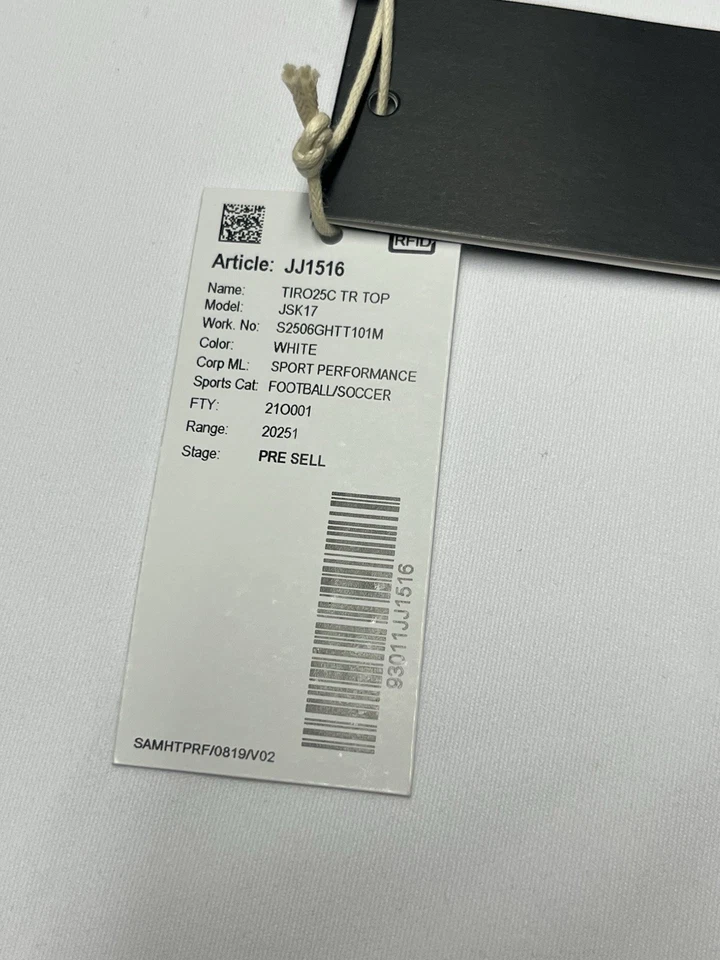 RFID
Article: JJ1516
Name: TIRO25C TR TOP
Model: JSK17
Work. No: S2506GHTT101M
Color: WHITE
Corp ML: SPORT PERFORMANCE
Sports Cat: FOOTBALL/SOCCER
FTY: 21O001
Range: 20251
Stage: PRE SELL
93011JJ1516
SAMHTPRF/0819/V02